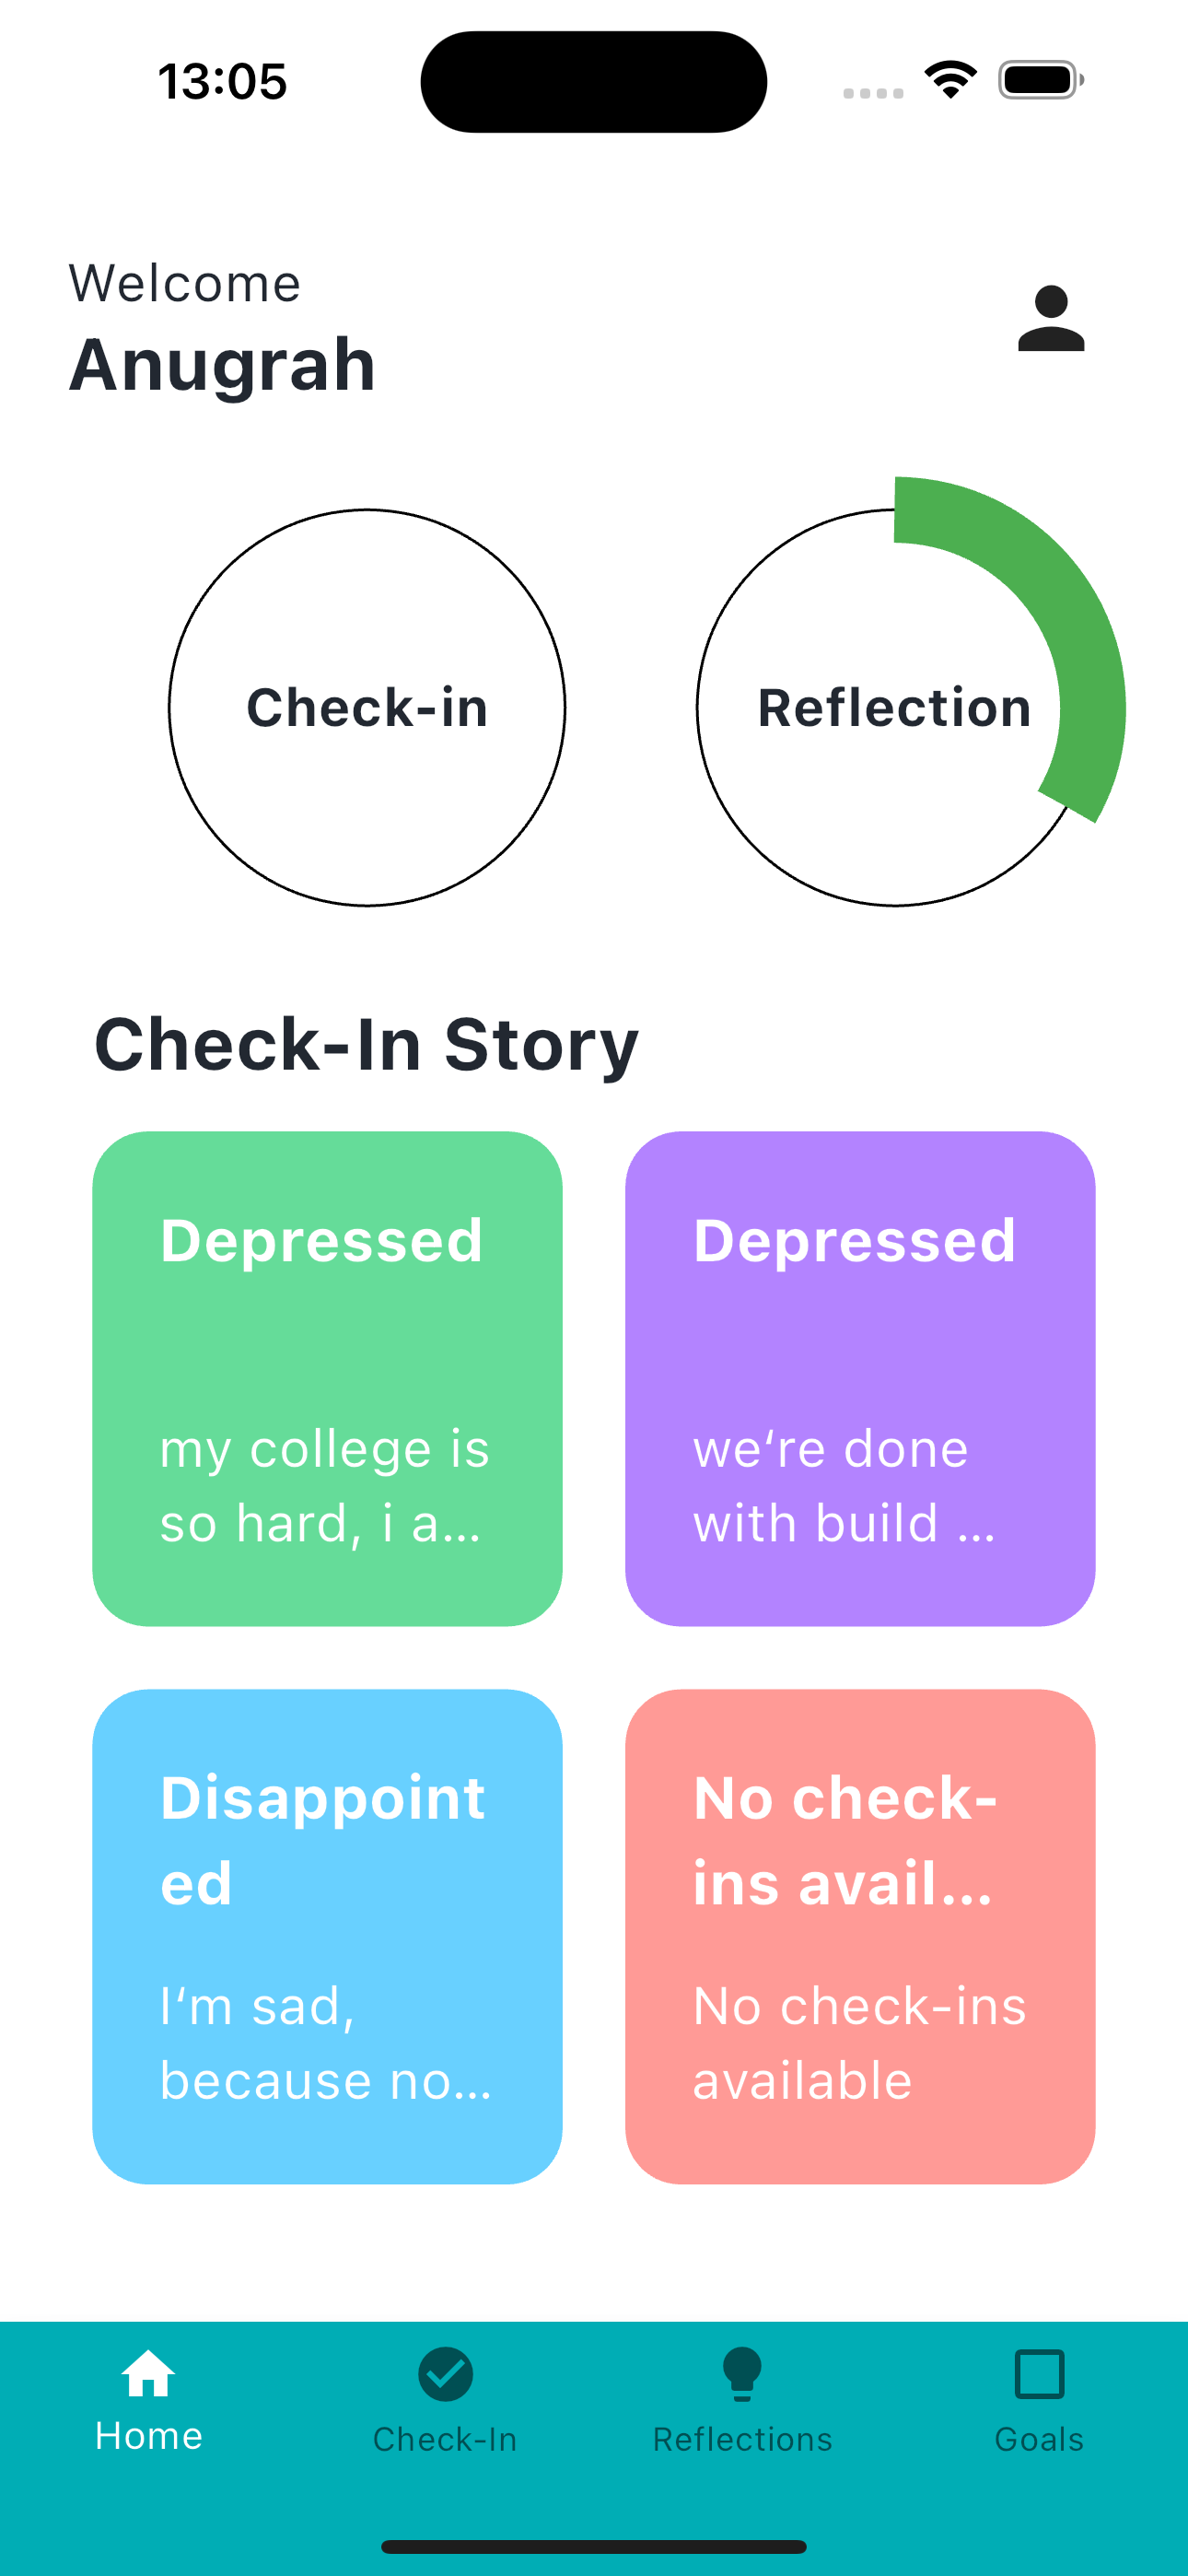 13:05
Welcome
Anugrah
Check-in
Reflection
Check-In Story
Depressed
my college is
so hard, i a...
Depressed
we‘re done
with build ...
Disappoint
ed
I‘m sad,
because no...
No check-
ins avail...
No check-ins
available
Home
Check-In
Reflections
Goals